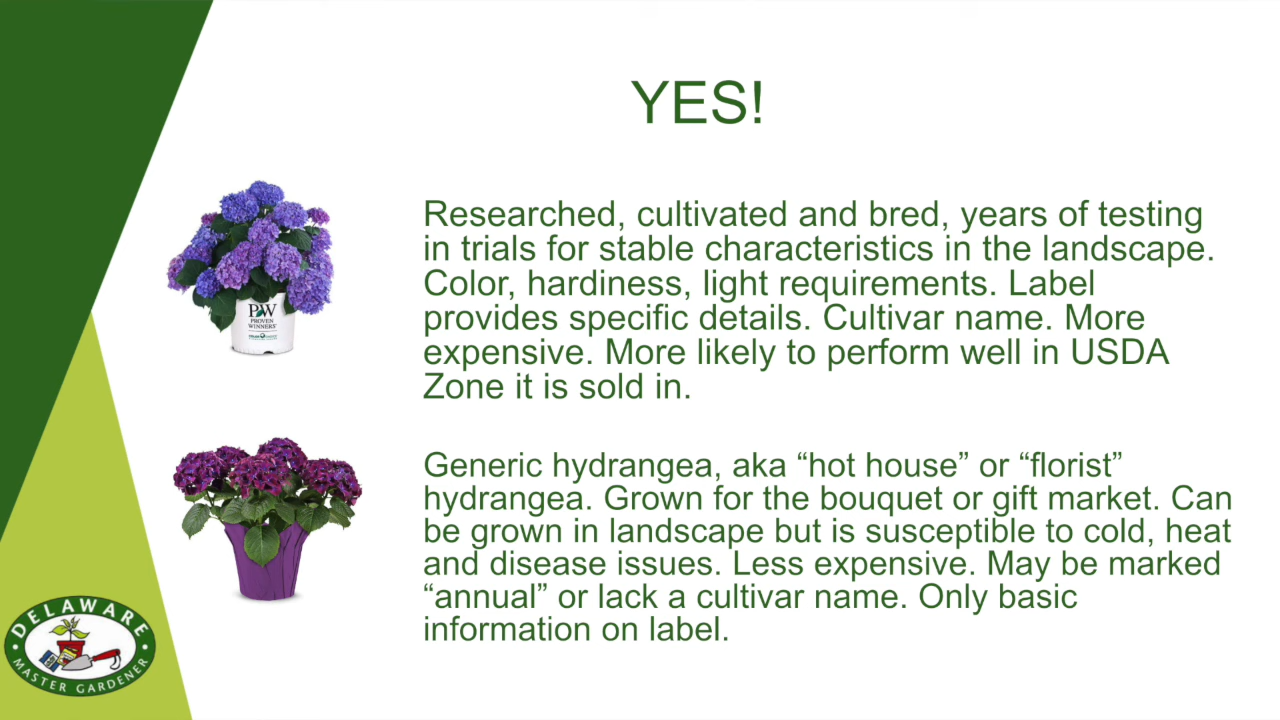 YES!
Researched, cultivated and bred, years of testing
in trials for stable characteristics in the landscape.
Color, hardiness, light requirements. Label
provides specific details. Cultivar name. More
expensive. More likely to perform well in USDA
Zone it is sold in.
PW
PROVEN
WINNERS
Generic hydrangea, aka “hot house” or “florist”
hydrangea. Grown for the bouquet or gift market. Can
be grown in landscape but is susceptible to cold, heat
and disease issues. Less expensive. May be marked
“annual” or lack a cultivar name. Only basic
information on label.
DELAWARE
MASTER GARDENER